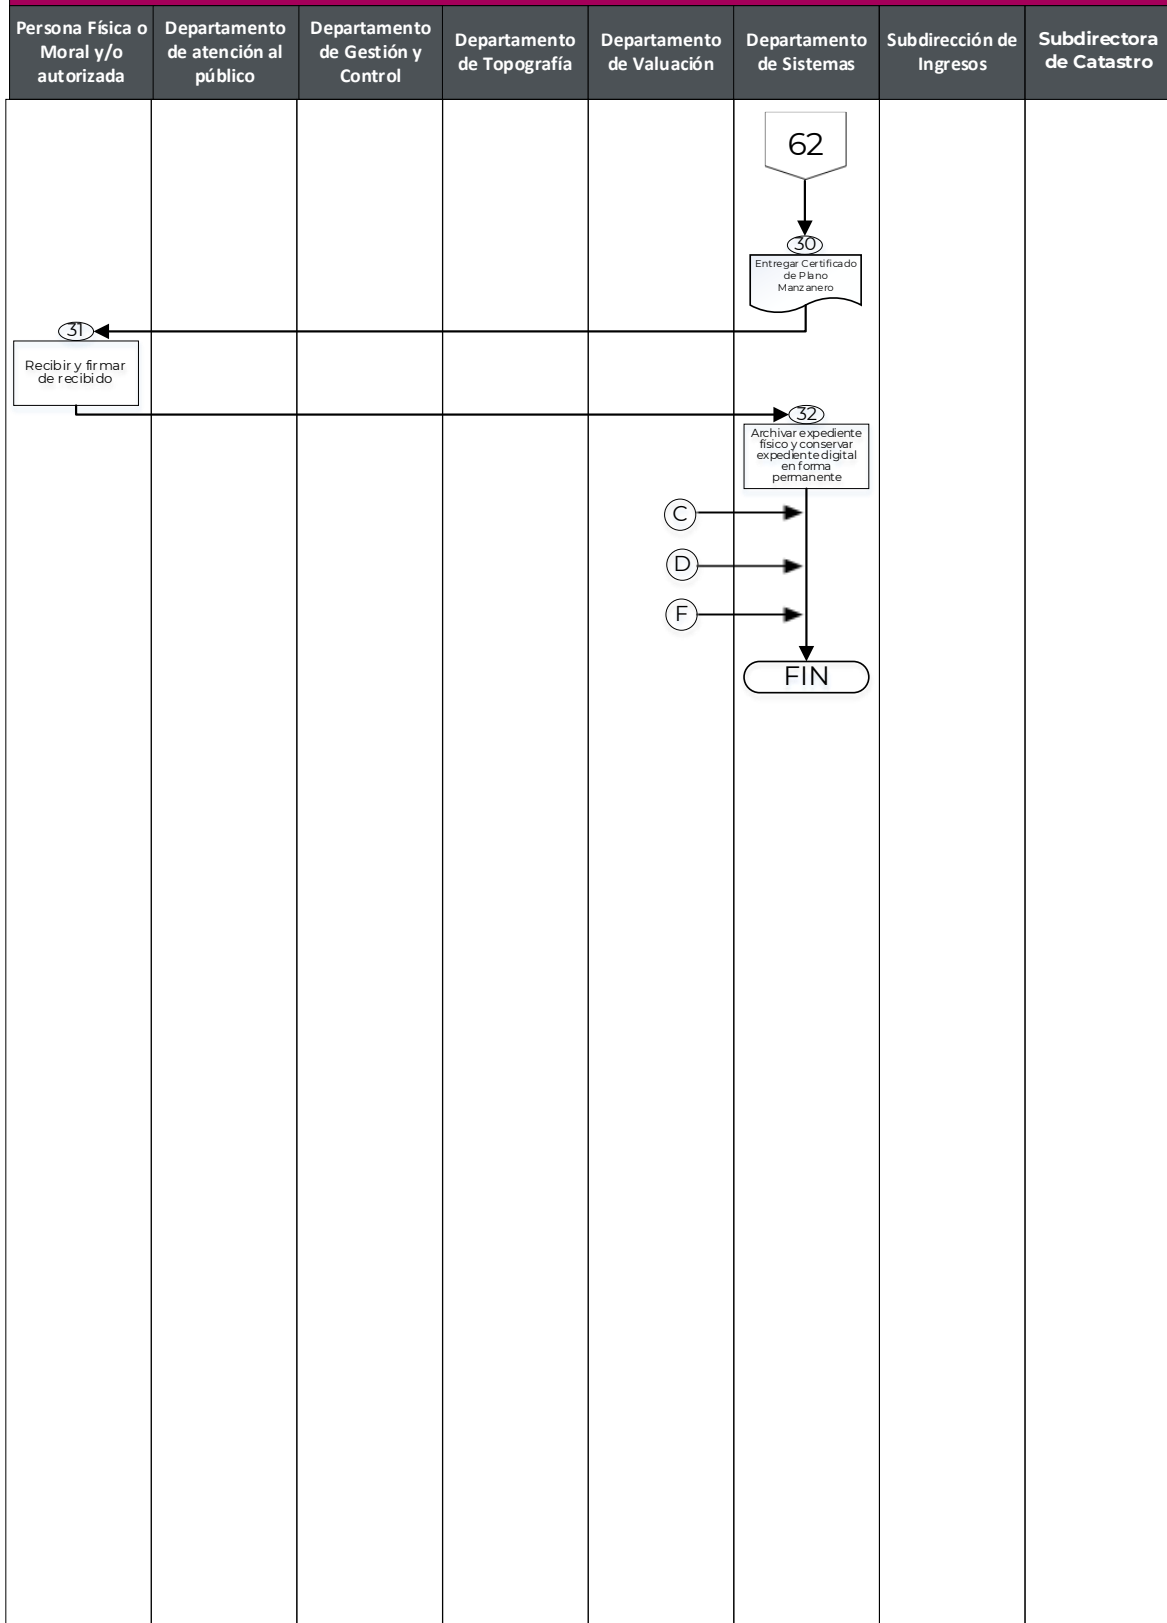 Persona Física o
Moral y/o
autorizada
Departamento
de atención al
público
Departamento
de Gestión y
Control
Departamento
de Topografía
Departamento
de Valuación
Departamento
de Sistemas
Subdirección de
Ingresos
Subdirectora
de Catastro
62
30
Entregar Certificado
de Plano
Manzanero
31
Recibir y firmar
de recibido
32
Archivar expediente
físico y conservar
expediente digital
en forma
permanente
C
D
F
FIN